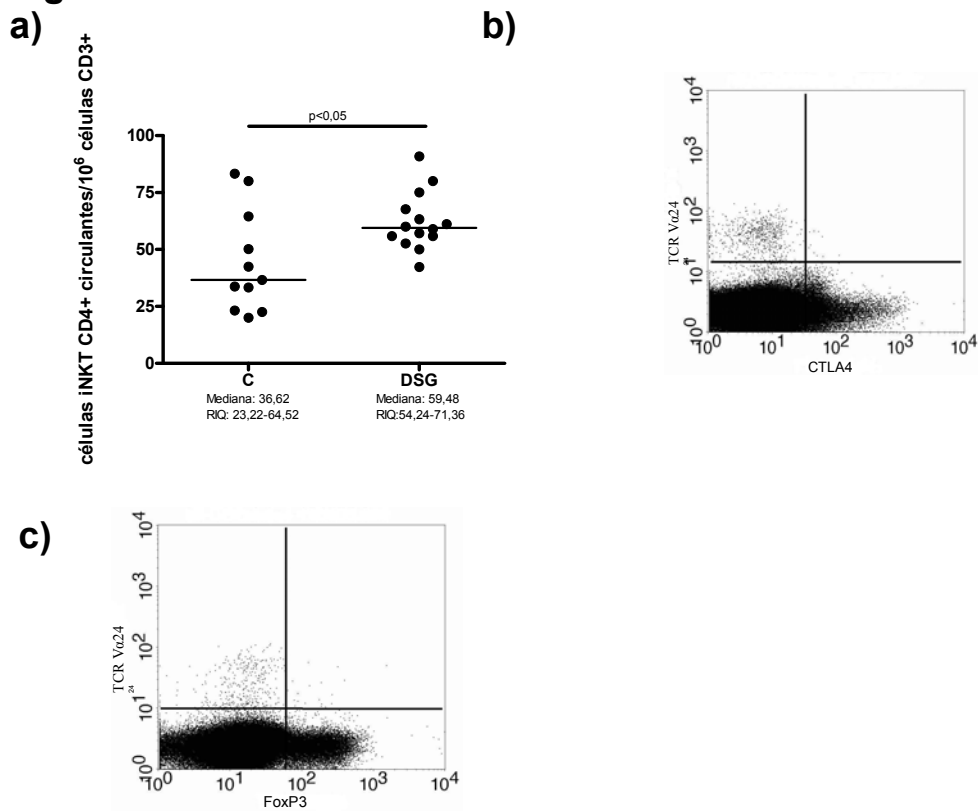 a)
b)
células iNKT CD4+ circulantes/10⁶ células CD3+
p<0,05
100
75
50
25
0
C
DSG
Mediana: 36,62
RIQ: 23,22-64,52
Mediana: 59,48
RIQ:54,24-71,36
TCR Vα24
10⁴
10³
10²
10⁰
10⁰
10¹
10²
10³
10⁴
CTLA4
c)
TCR Vα24
24
10⁴
10³
10²
10¹
10⁰
10⁰
10¹
10²
10³
10⁴
FoxP3